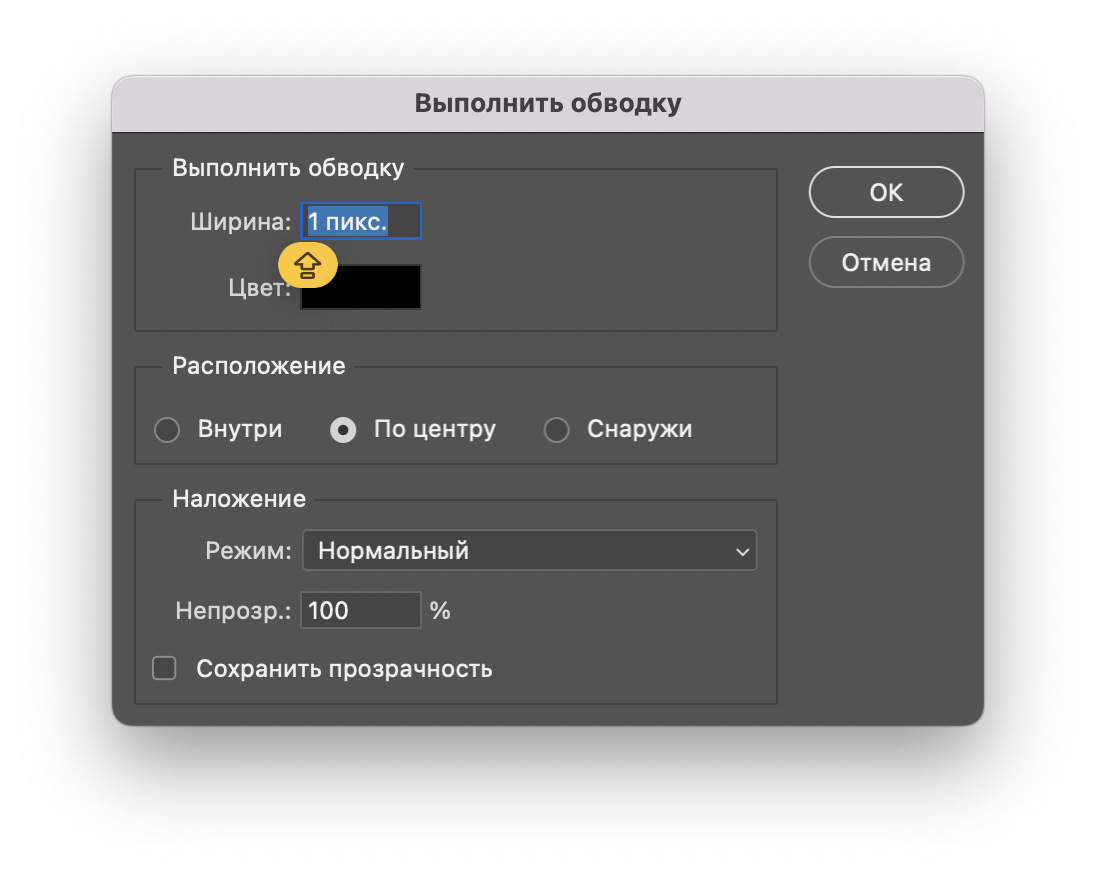 Выполнить обводку
Выполнить обводку
Ширина: 1 пикс.
Цвет:
OK
Отмена
Расположение
Внутри По центру Снаружи
Наложение
Режим: Нормальный
Непрозр.: 100 %
Сохранить прозрачность